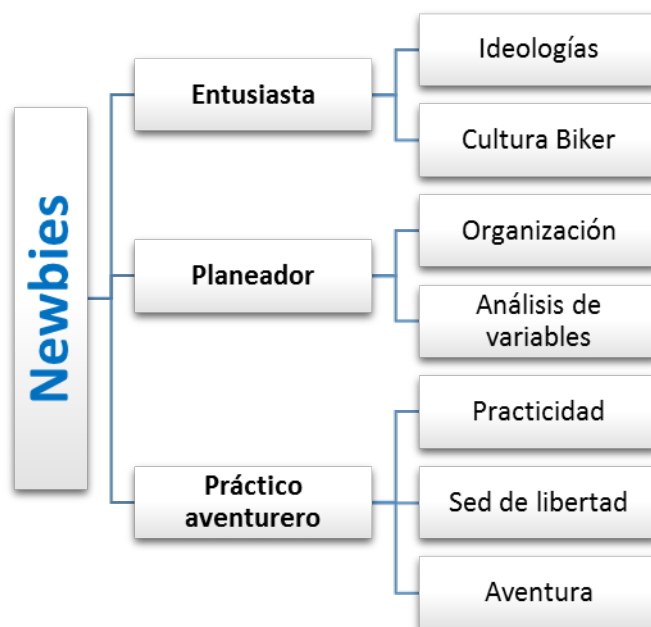 Newbies
Entusiasta
Ideologías
Cultura Biker
Planeador
Organización
Análisis de
variables
Práctico
aventurero
Practicidad
Sed de libertad
Aventura